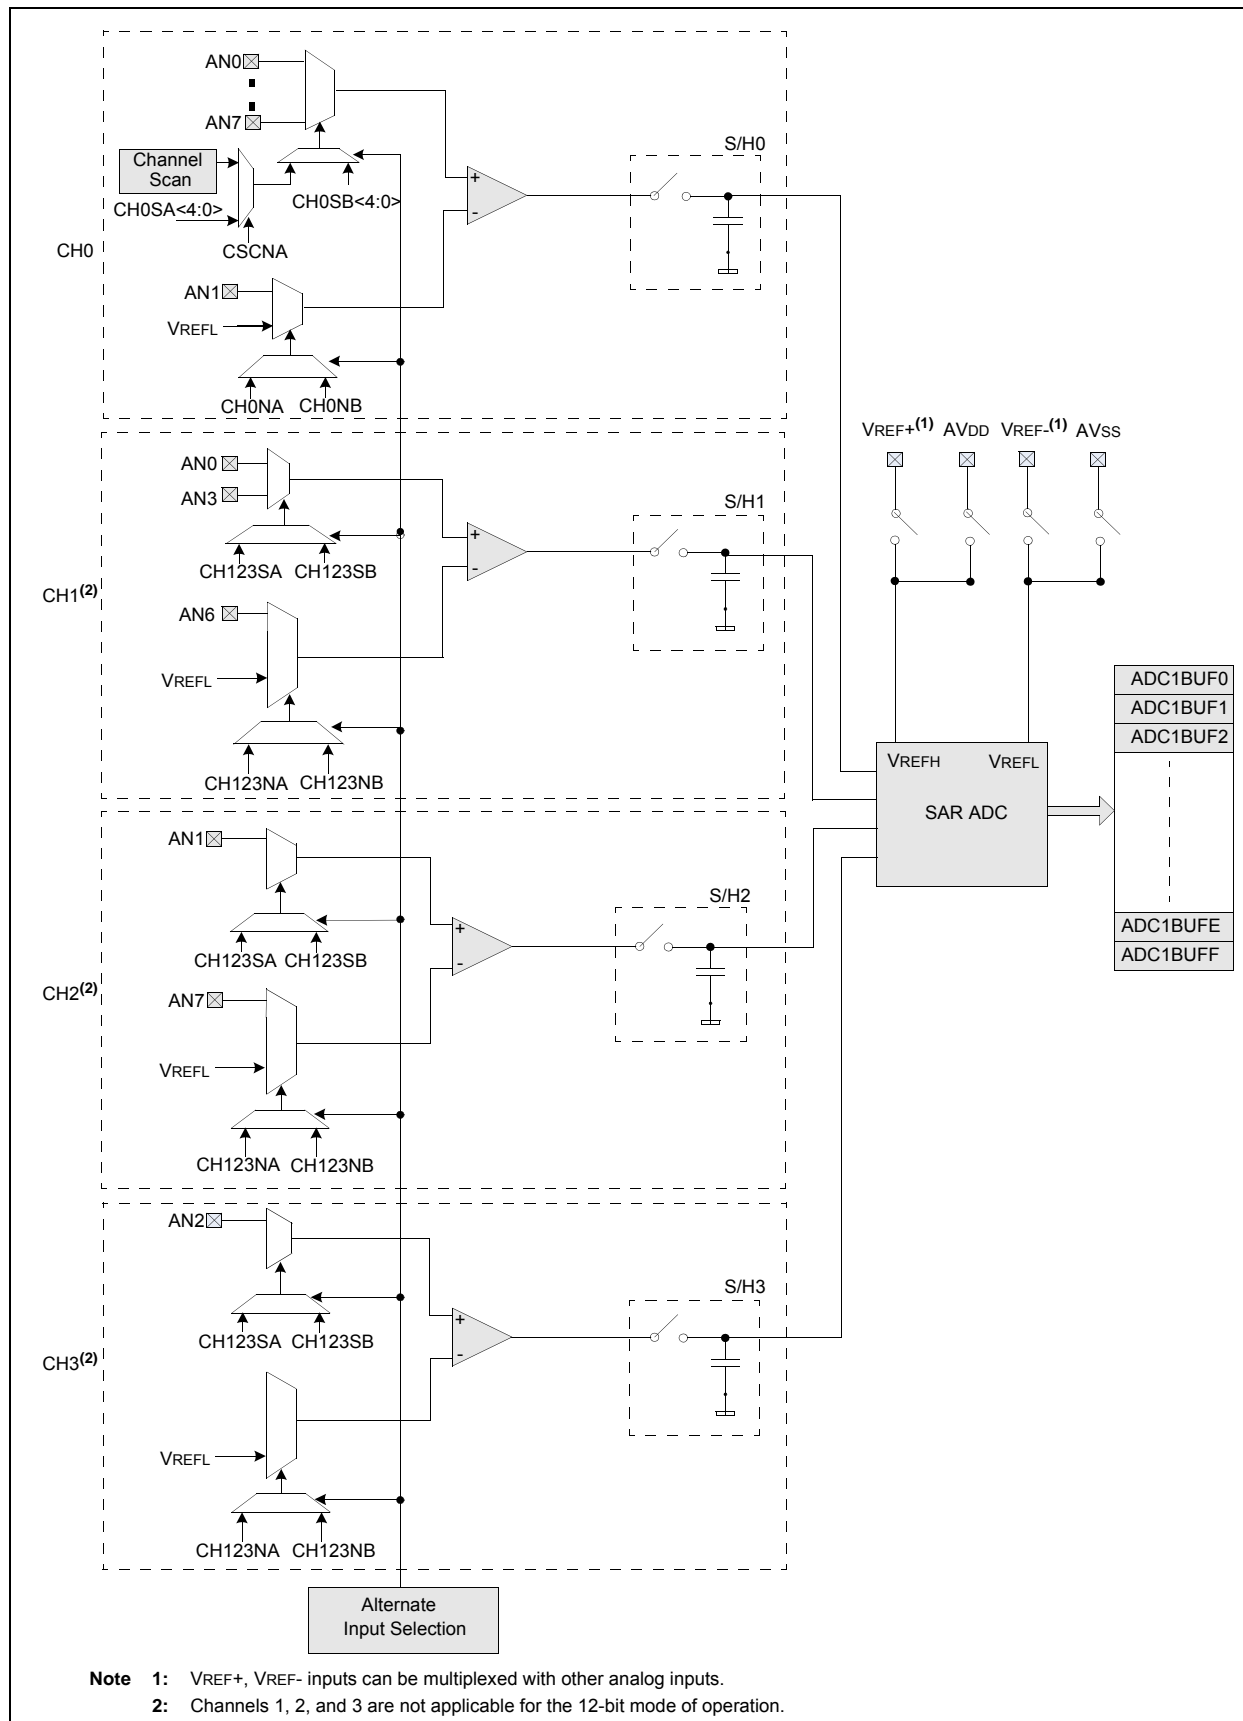 AN0
AN7
Channel
Scan
CH0SA<4:0>
CH0SB<4:0>
CSCNA
CH0
AN1
VREFL
CH0NA
CH0NB
+
-
S/H0
AN0
AN3
CH123SA
CH123SB
CH1(2)
AN6
VREFL
CH123NA
CH123NB
+
-
S/H1
AN1
CH123SA
CH123SB
CH2(2)
AN7
VREFL
CH123NA
CH123NB
+
-
S/H2
AN2
CH123SA
CH123SB
CH3(2)
VREFL
CH123NA
CH123NB
+
-
S/H3
VREF+(1) AVDD VREF-(1) AVSS
VREFH VREFL
SAR ADC
ADC1BUF0
ADC1BUF1
ADC1BUF2
ADC1BUFE
ADC1BUFF
Alternate
Input Selection
Note 1: VREF+, VREF- inputs can be multiplexed with other analog inputs.
2: Channels 1, 2, and 3 are not applicable for the 12-bit mode of operation.